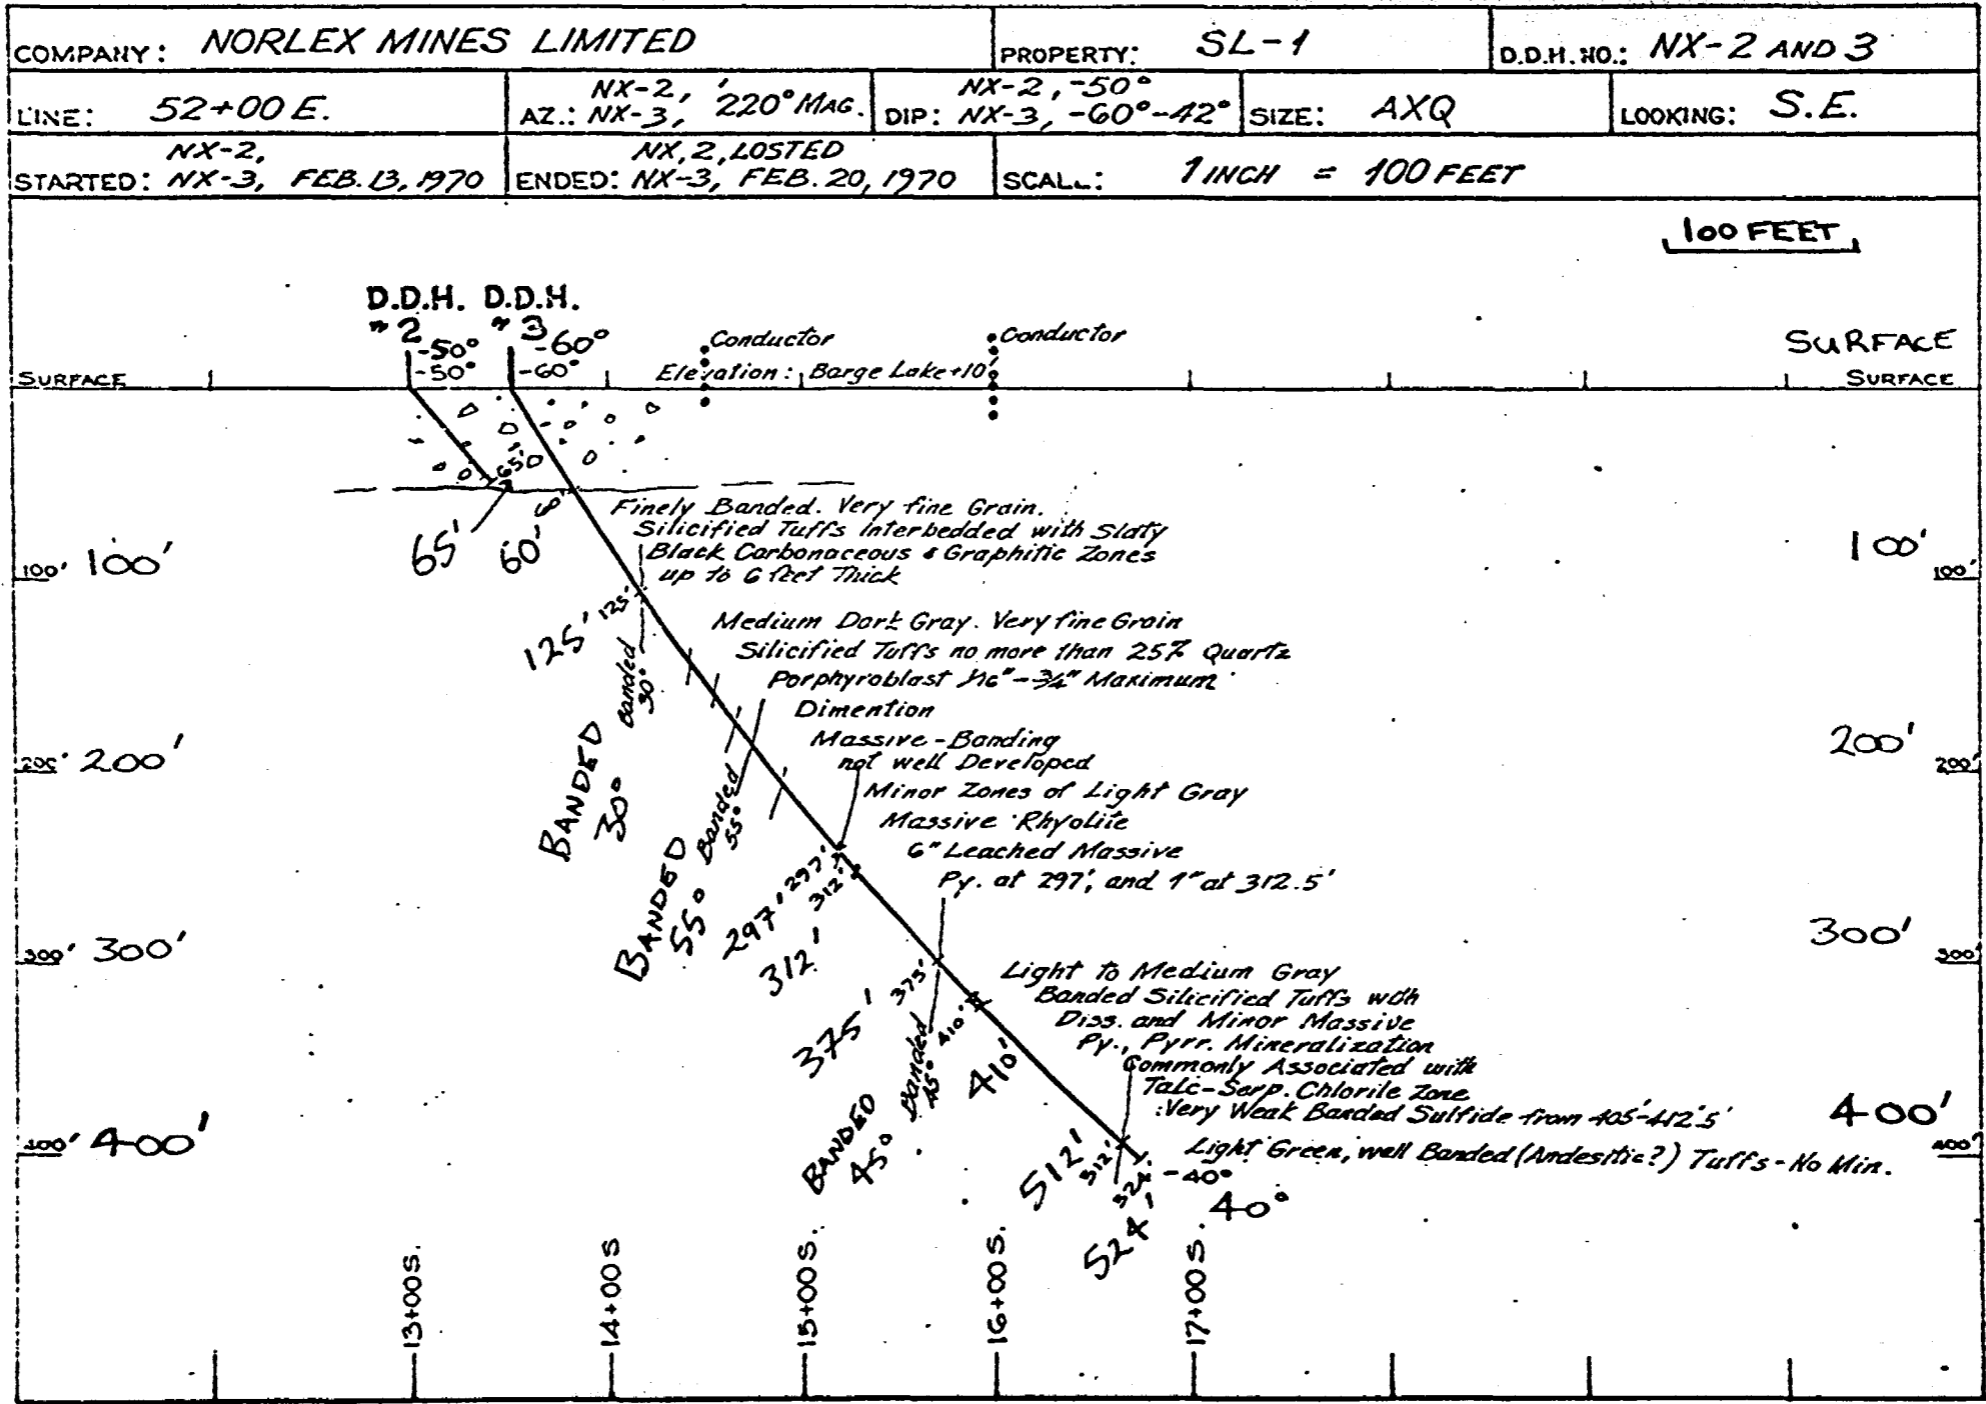 COMPANY: NORLEX MINES LIMITED
PROPERTY: SL-1
D.D.H. NO.: NX-2 AND 3
LINE: 52+00 E.
NX-2,
AZ.: NX-3, 220° MAG.
NX-2, -50°
DIP: NX-3, -60°-42°
SIZE: AXQ
LOOKING: S.E.
NX-2,
STARTED: NX-3, FEB. 13, 1970
NX, 2, LOSTED
ENDED: NX-3, FEB. 20, 1970
SCALL: 1 INCH = 100 FEET
100 FEET
D.D.H. D.D.H.
# 2 # 3
-50° -60°
-50° -60°
Conductor
Conductor
Elevation: Barge Lake +10'
SURFACE
SURFACE
SURFACE
65'
60'
65'
60'
Finely Banded. Very fine Grain.
Silicified Tuffs Interbedded with Slaty
Black Carbonaceous & Graphitic Zones
up to 6 feet Thick
100' 100'
100'
100'
125'
125'
Banded
30°
BANDED
30°
Medium Dark Gray. Very fine Grain
Silicified Tuffs no more than 25% Quartz
Porphyroblast 1/16" - 3/4" Maximum
Dimention
Massive - Banding
not well Developed
Minor Zones of Light Gray
Massive Rhyolite
6" Leached Massive
Py. at 297', and 1" at 312.5'
200' 200'
200'
200'
Banded
55°
BANDED
55°
297'
312'
297'
312'
300' 300'
300'
300'
375'
375'
410'
410'
Banded
45°
BANDED
45°
Light to Medium Gray
Banded Silicified Tuffs with
Diss. and Minor Massive
Py., Pyrr. Mineralization
Commonly Associated with
Talc-Serp. Chlorile Zone
:Very Weak Banded Sulfide from 405'-412'.5'
Light Green, well Banded (Andesitic?) Tuffs - No Min.
400' 400'
400'
400'
512'
512'
524'
524'
-40°
40°
13+00 S.
14+00 S
15+00 S.
16+00 S.
17+00 S.